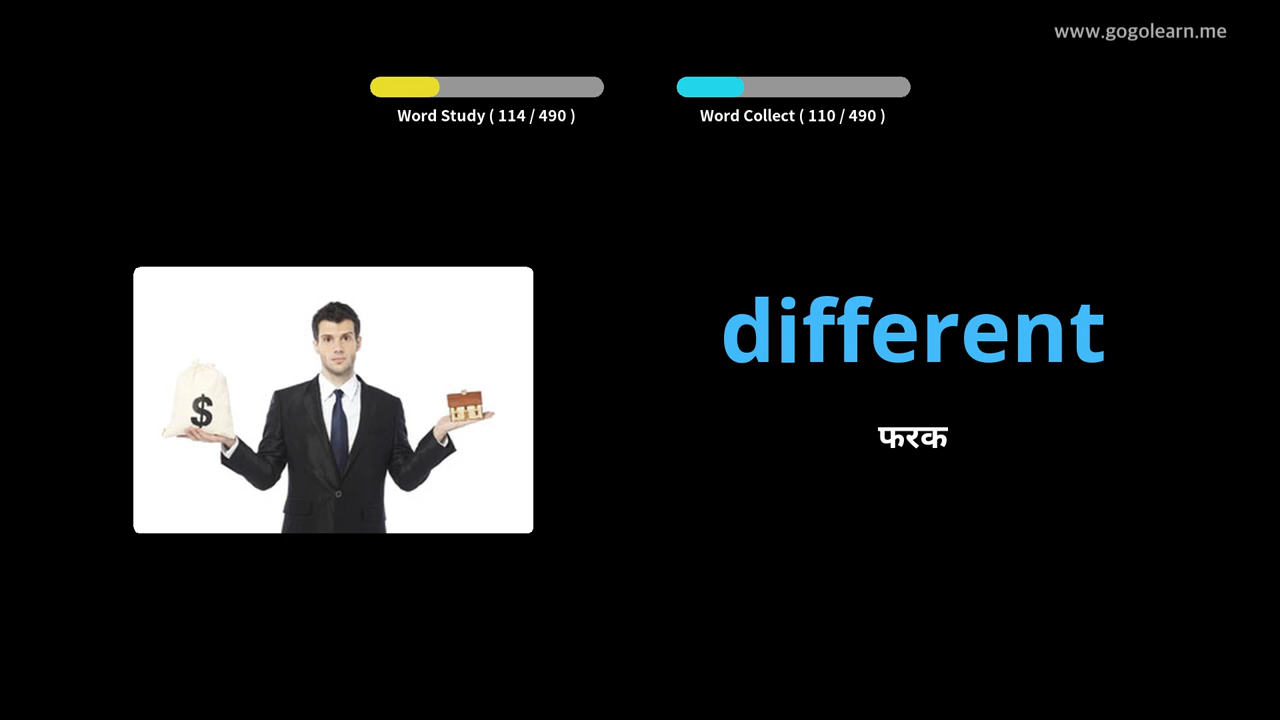 www.gogolearn.me
Word Study ( 114 / 490 )
Word Collect ( 110 / 490 )
$
different
फरक